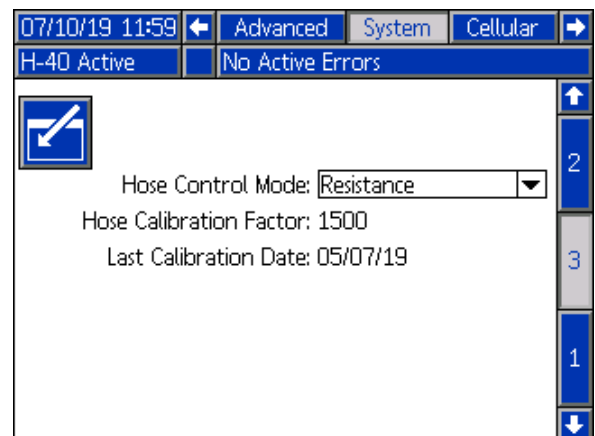 07/10/19 11:59 Advanced System Cellular
H-40 Active No Active Errors
2
Hose Control Mode: Resistance
Hose Calibration Factor: 1500
Last Calibration Date: 05/07/19
3
1